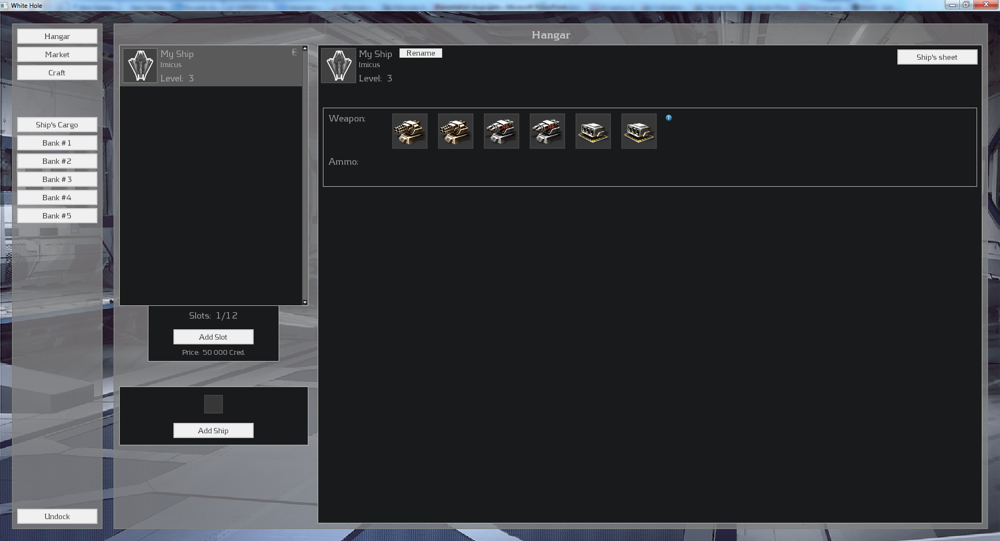 White Hole
Hangar
Market
Craft
Ship's Cargo
Bank #1
Bank #2
Bank #3
Bank #4
Bank #5
Undock
Hangar
My Ship
Imicus
Level: 3
E
Slots: 1/12
Add Slot
Price: 50 000 Cred.
Add Ship
My Ship
Rename
Imicus
Level: 3
Ship's sheet
Weapon:
Ammo: